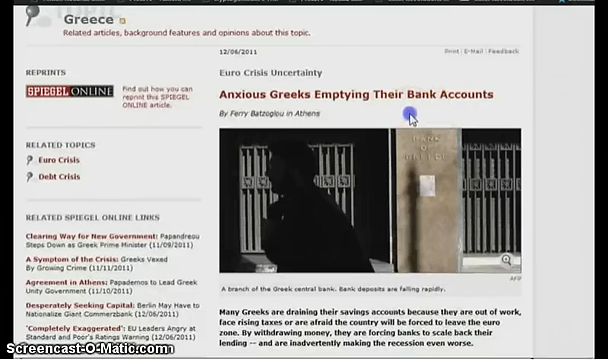 Greece
Related articles, background features and opinions about this topic.
12/06/2011
Print | E-Mail | Feedback
REPRINTS
SPIEGEL ONLINE
Find out how you can
reprint this SPIEGEL
ONLINE article.
RELATED TOPICS
Euro Crisis
Debt Crisis
RELATED SPIEGEL ONLINE LINKS
Clearing Way for New Government: Papandreou
Steps Down as Greek Prime Minister (11/09/2011)
A Symptom of the Crisis: Greeks Vexed
By Growing Crime (11/11/2011)
Agreement in Athens: Papademos to Lead Greek
Unity Government (11/10/2011)
Desperately Seeking Capital: Berlin May Have to
Nationalize Giant Commerzbank (12/06/2011)
'Completely Exaggerated': EU Leaders Angry at
Standard and Poor's Ratings Warning (12/06/2011)
Euro Crisis Uncertainty
Anxious Greeks Emptying Their Bank Accounts
By Ferry Batzoglou in Athens
BANK
OF
GREECE
AFP
A branch of the Greek central bank. Bank deposits are falling rapidly.
Many Greeks are draining their savings accounts because they are out of work,
face rising taxes or are afraid the country will be forced to leave the euro
zone. By withdrawing money, they are forcing banks to scale back their
lending -- and are inadvertently making the recession even worse.
Screencast-O-Matic.com